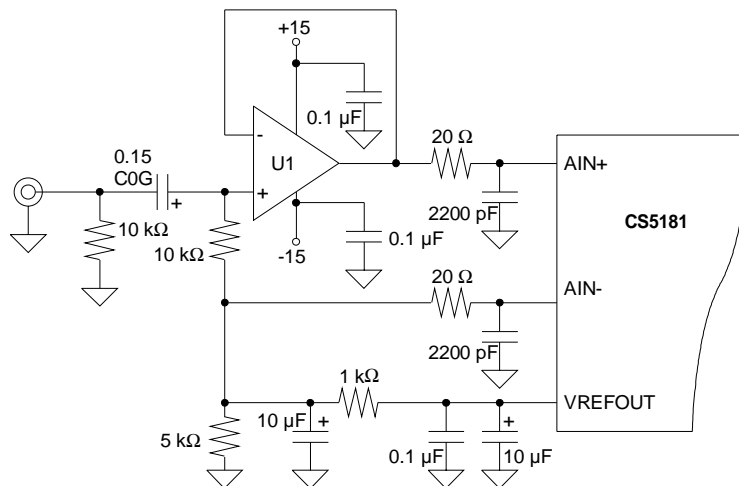 +15
0.1 µF
-
U1
+
0.15
C0G
+
10 kΩ
10 kΩ
-15
0.1 µF
20 Ω
AIN+
2200 pF
CS5181
20 Ω
AIN-
2200 pF
1 kΩ
VREFOUT
5 kΩ
10 µF
+
0.1 µF
+
10 µF